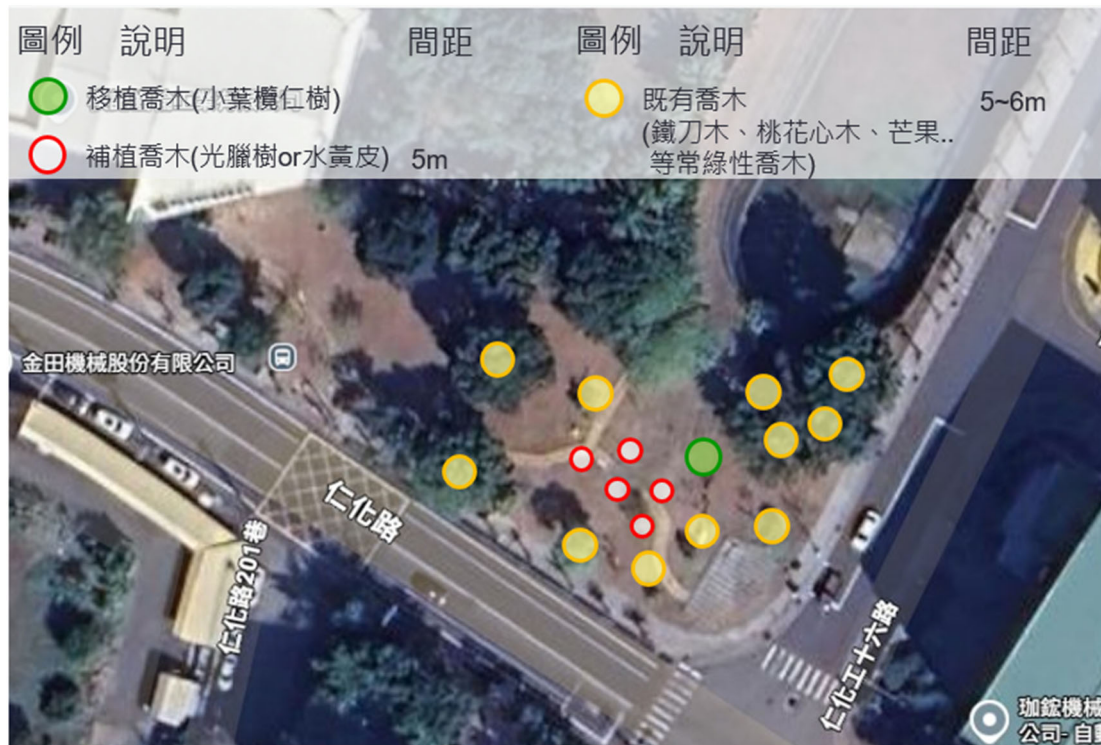 圖例 說明 間距 圖例 說明 間距
移植喬木(小葉欖仁樹)
補植喬木(光臘樹or水黃皮) 5m
既有喬木 5~6m
(鐵刀木、桃花心木、芒果..
等常綠性喬木)
金田機械股份有限公司
仁化路
仁化路201巷
仁化工十六路
珈鋐機械
公司- 自動